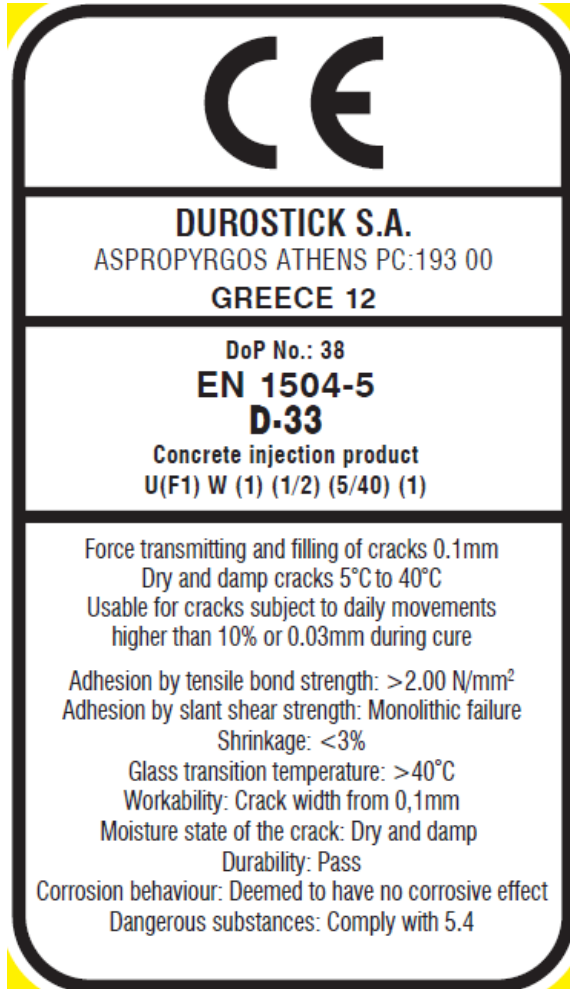 CE
DUROSTICK S.A.
ASPROPYRGOS ATHENS PC:193 00
GREECE 12
DoP No.: 38
EN 1504-5
D-33
Concrete injection product
U(F1) W (1) (1/2) (5/40) (1)
Force transmitting and filling of cracks 0.1mm
Dry and damp cracks 5°C to 40°C
Usable for cracks subject to daily movements
higher than 10% or 0.03mm during cure
Adhesion by tensile bond strength: >2.00 N/mm²
Adhesion by slant shear strength: Monolithic failure
Shrinkage: <3%
Glass transition temperature: >40°C
Workability: Crack width from 0,1mm
Moisture state of the crack: Dry and damp
Durability: Pass
Corrosion behaviour: Deemed to have no corrosive effect
Dangerous substances: Comply with 5.4